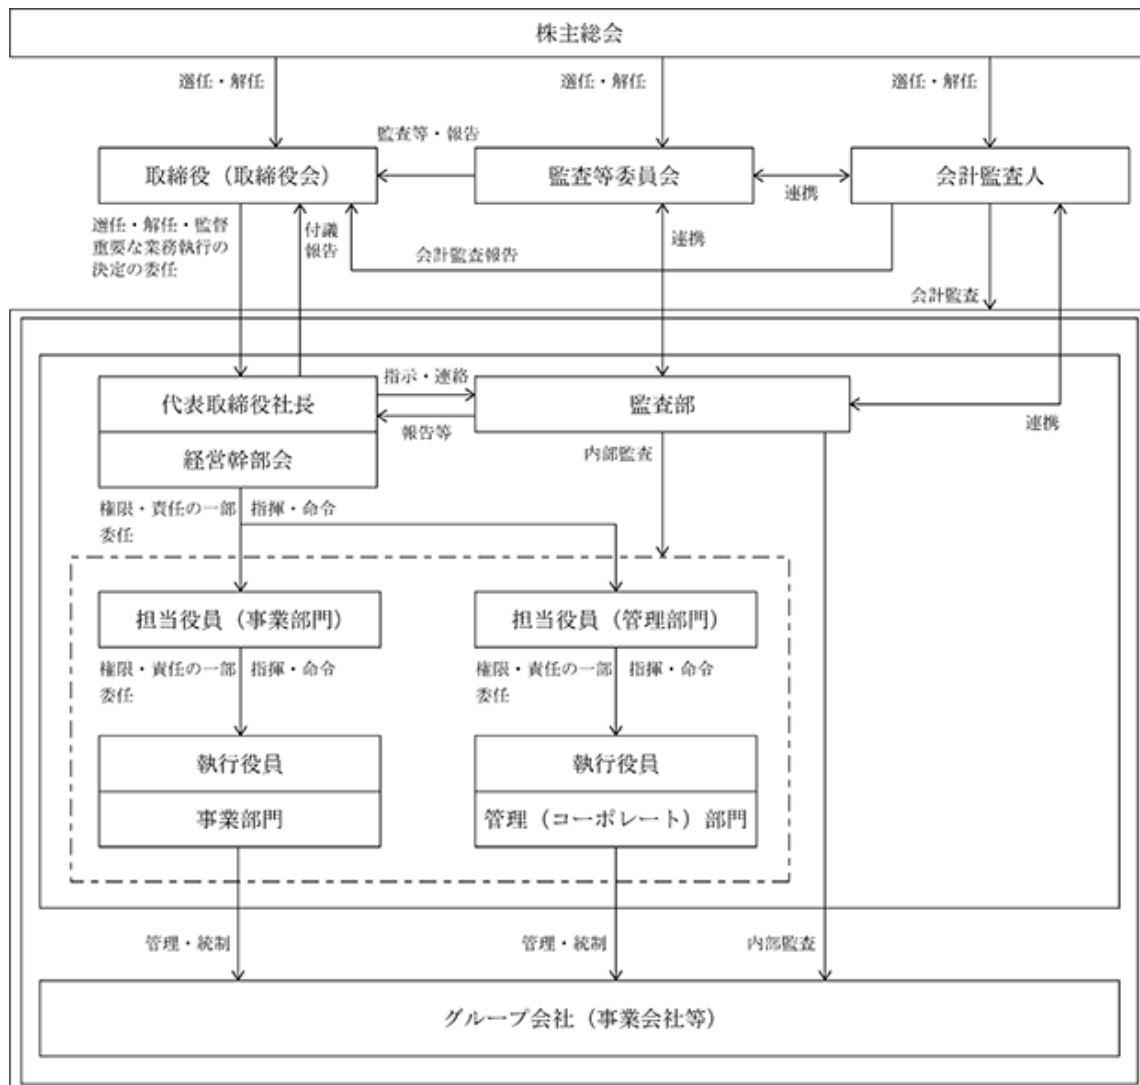 株主総会
選任・解任
選任・解任
選任・解任
監査等・報告
取締役（取締役会）
監査等委員会
会計監査人
連携
選任・解任・監督
重要な業務執行の
決定の委任
付議
報告
連携
会計監査報告
会計監査
代表取締役社長
指示・連絡
監査部
報告等
連携
経営幹部会
内部監査
権限・責任の一部
委任
指揮・命令
担当役員（事業部門）
担当役員（管理部門）
権限・責任の一部
委任
指揮・命令
権限・責任の一部
委任
指揮・命令
執行役員
事業部門
執行役員
管理（コーポレート）部門
管理・統制
管理・統制
内部監査
グループ会社（事業会社等）